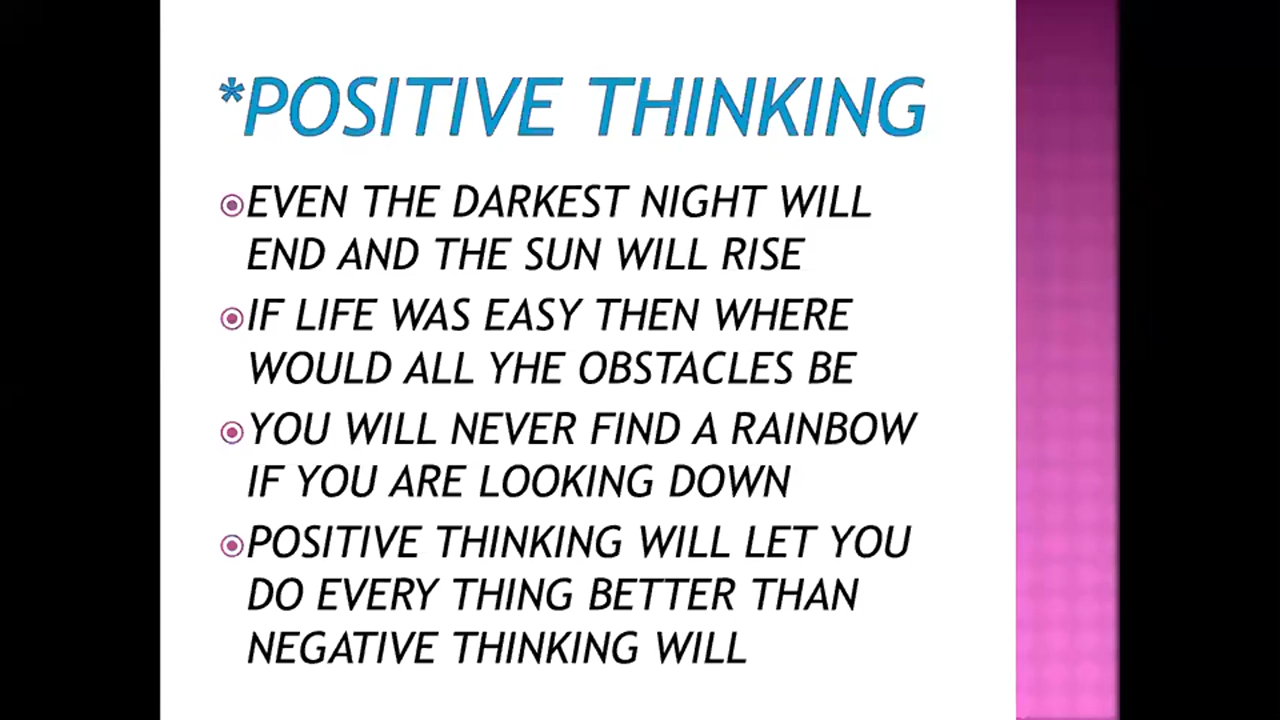 *POSITIVE THINKING
EVEN THE DARKEST NIGHT WILL
END AND THE SUN WILL RISE
IF LIFE WAS EASY THEN WHERE
WOULD ALL YHE OBSTACLES BE
YOU WILL NEVER FIND A RAINBOW
IF YOU ARE LOOKING DOWN
POSITIVE THINKING WILL LET YOU
DO EVERY THING BETTER THAN
NEGATIVE THINKING WILL